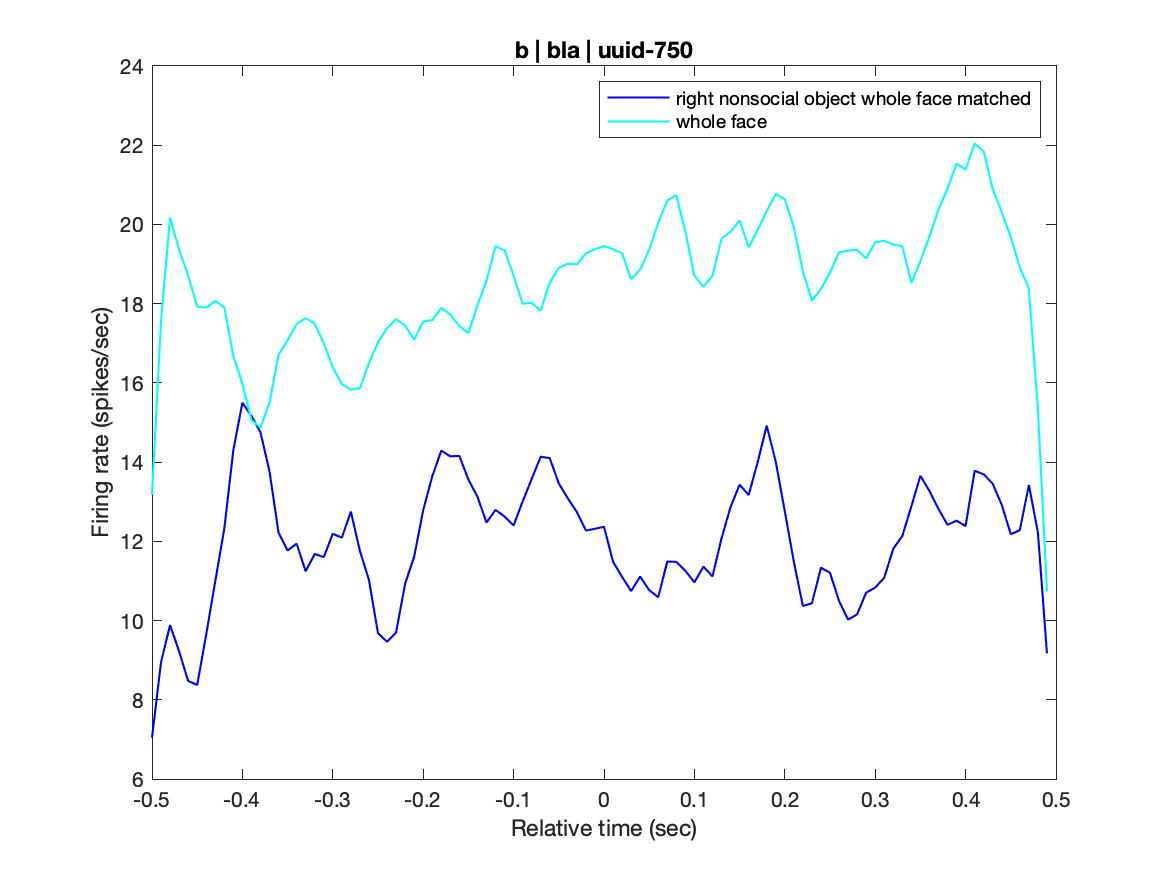 b | bla | uuid-750
right nonsocial object whole face matched
whole face
24
22
20
18
16
14
12
10
8
6
Firing rate (spikes/sec)
-0.5 -0.4 -0.3 -0.2 -0.1 0 0.1 0.2 0.3 0.4 0.5
Relative time (sec)